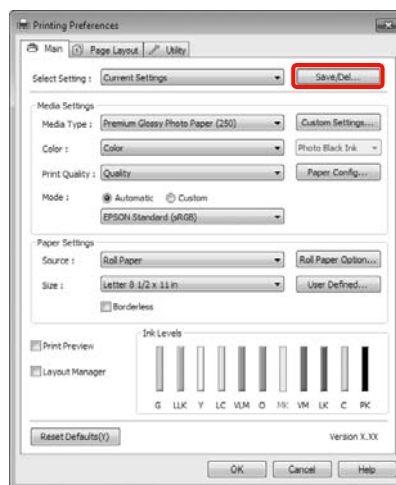 Printing Preferences
Main Page Layout Utility
Select Setting : Current Settings Save/Del...
Media Settings
Media Type : Premium Glossy Photo Paper (250) Custom Settings...
Color : Color Photo Black Ink
Print Quality : Quality Paper Config...
Mode : Automatic Custom
EPSON Standard (sRGB)
Paper Settings
Source : Roll Paper Roll Paper Option...
Size : Letter 8 1/2 x 11 in User Defined...
Borderless
Ink Levels
Print Preview
Layout Manager
G LLK Y LC VLM O MK VM LK C PK
Reset Defaults(Y) Version X.XX
OK Cancel Help